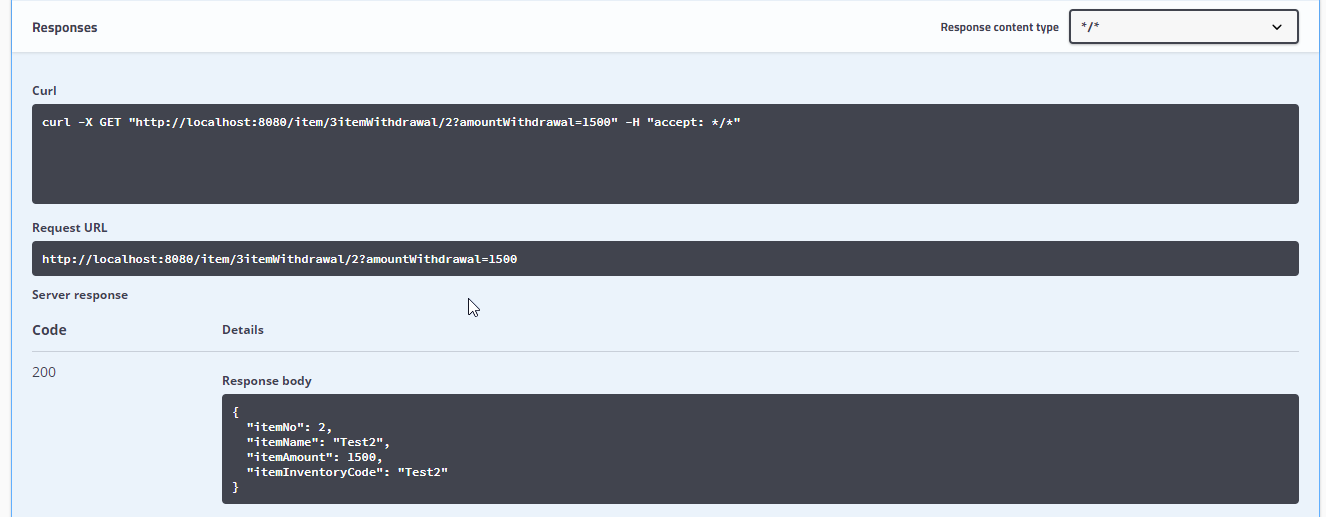 Responses
Response content type
*/*
Curl
curl -X GET "http://localhost:8080/item/3itemWithdrawal/2?amountWithdrawal=1500" -H "accept: */*"
Request URL
http://localhost:8080/item/3itemWithdrawal/2?amountWithdrawal=1500
Server response
Code Details
200
Response body
{
  "itemNo": 2,
  "itemName": "Test2",
  "itemAmount": 1500,
  "itemInventoryCode": "Test2"
}